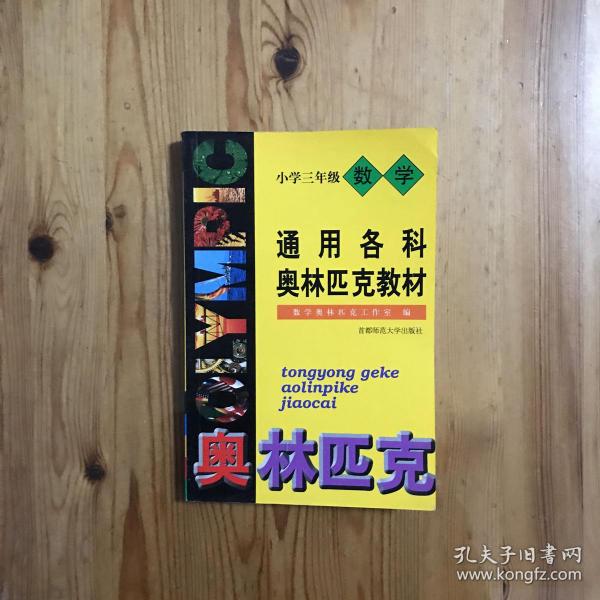 OLYMPIC
小学三年级 数学
通用各科
奥林匹克教材
数学奥林匹克工作室 编
首都师范大学出版社
tongyong geke
aolinpike
jiaocai
奥林匹克
孔夫子旧书网
www.kongfz.com